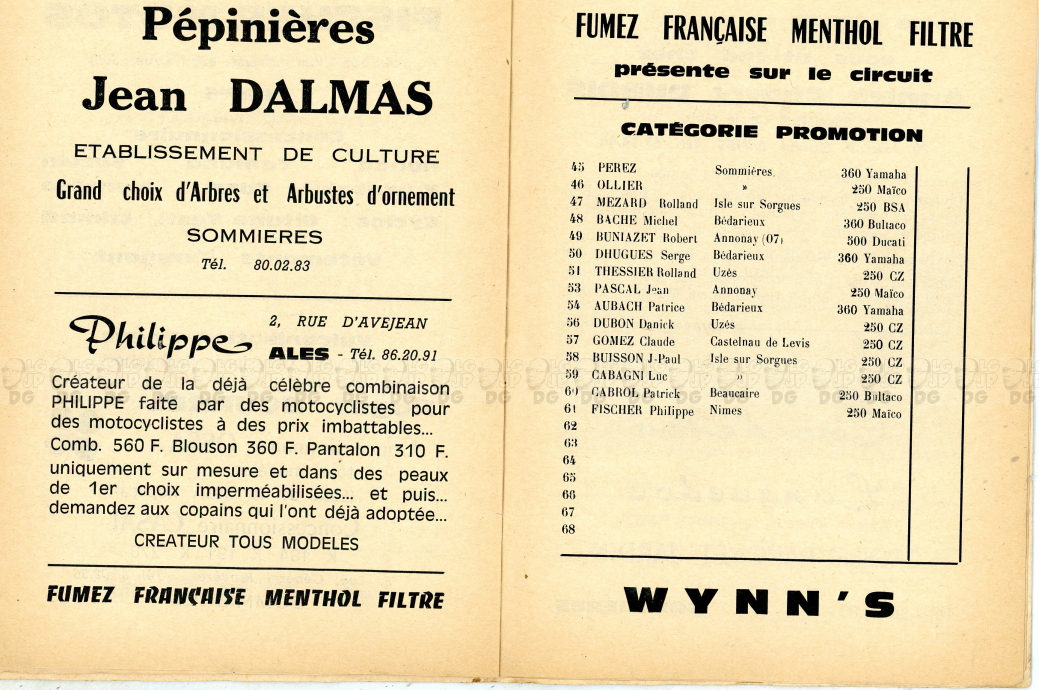 Pépinières
Jean DALMAS
ETABLISSEMENT DE CULTURE
Grand choix d'Arbres et Arbustes d'ornement
SOMMIERES
Tél. 80.02.83
Philippe
2, RUE D'AVEJEAN
ALES - Tél. 86.20.91
Créateur de la déjà célèbre combinaison
PHILIPPE faite par des motocyclistes pour
des motocyclistes à des prix imbattables...
Comb. 560 F. Blouson 360 F. Pantalon 310 F.
uniquement sur mesure et dans des peaux
de 1er choix imperméabilisées... et puis...
demandez aux copains qui l'ont déjà adoptée...
CREATEUR TOUS MODELES
FUMEZ FRANÇAISE MENTHOL FILTRE
FUMEZ FRANÇAISE MENTHOL FILTRE
présente sur le circuit
CATÉGORIE PROMOTION
45 PEREZ Sommières 360 Yamaha
46 OLLIER » 250 Maïco
47 MEZARD Rolland Isle sur Sorgues 250 BSA
48 BACHE Michel Bédarieux 360 Bultaco
49 BUNIAZET Robert Annonay (07) 500 Ducati
50 DHUGUES Serge Bédarieux 360 Yamaha
51 THESSIER Rolland Uzès 250 CZ
53 PASCAL Jean Annonay 250 Maïco
54 AUBACH Patrice Bédarieux 360 Yamaha
56 DUBON Danick Uzés 250 CZ
57 GOMEZ Claude Castelnau de Levis 250 CZ
58 BUISSON J-Paul Isle sur Sorgues 250 CZ
59 CABAGNI Luc » 250 CZ
60 CABROL Patrick Beaucaire 250 Bultaco
61 FISCHER Philippe Nimes 250 Maïco
62
63
64
65
66
67
68
WYNN'S